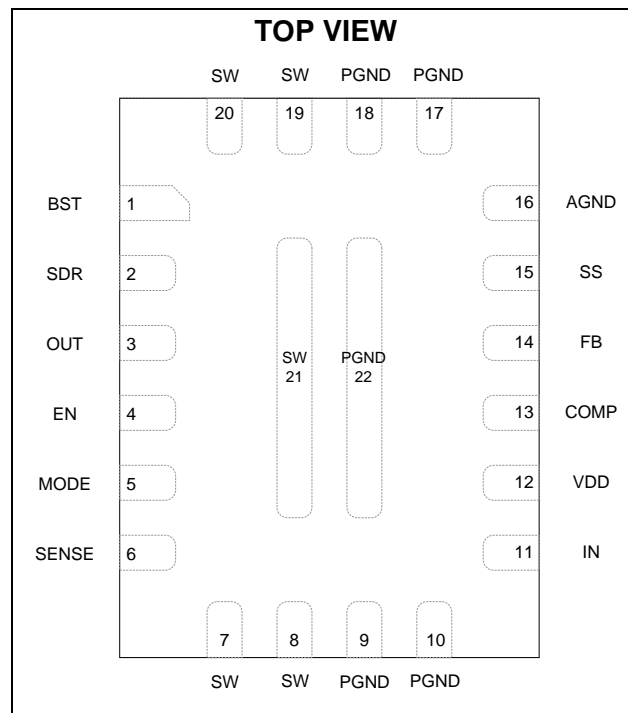 TOP VIEW
SW SW PGND PGND
20 19 18 17
BST 1 16 AGND
SDR 2 15 SS
OUT 3 14 FB
SW PGND
21 22
EN 4 13 COMP
MODE 5 12 VDD
SENSE 6 11 IN
7 8 9 10
SW SW PGND PGND